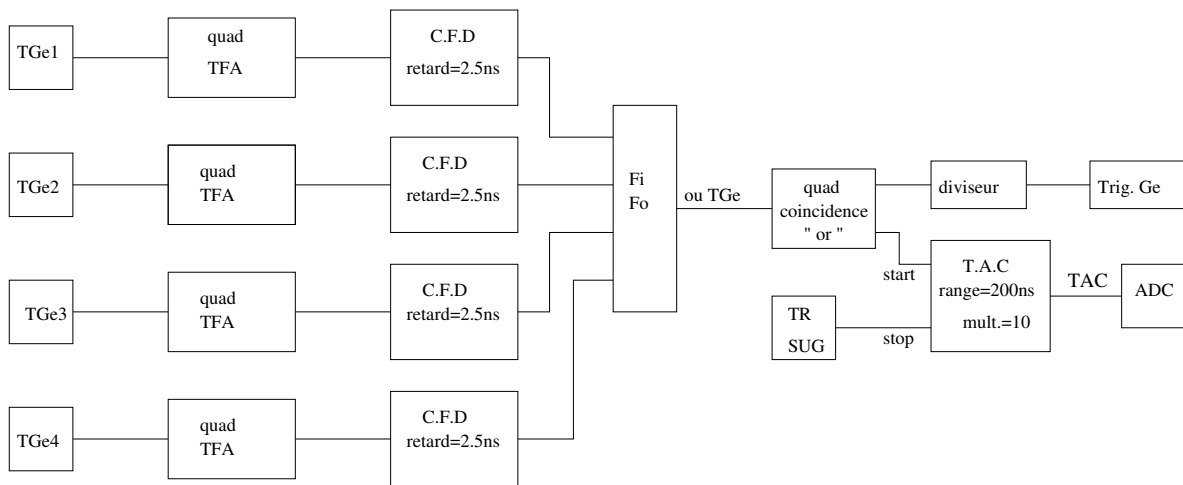 TGe1
quad
TFA
C.F.D
retard=2.5ns
TGe2
quad
TFA
C.F.D
retard=2.5ns
TGe3
quad
TFA
C.F.D
retard=2.5ns
TGe4
quad
TFA
C.F.D
retard=2.5ns
Fi
Fo
ou TGe
quad
coincidence
" or "
diviseur
Trig. Ge
start
T.A.C
range=200ns
mult.=10
TAC
ADC
TR
SUG
stop